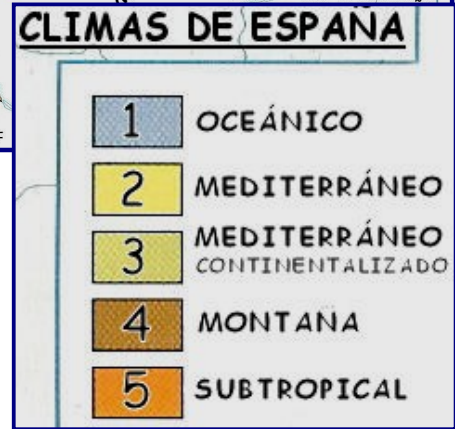 CLIMAS DE ESPAÑA
1 OCEÁNICO
2 MEDITERRÁNEO
3 MEDITERRÁNEO
CONTINENTALIZADO
4 MONTAÑA
5 SUBTROPICAL